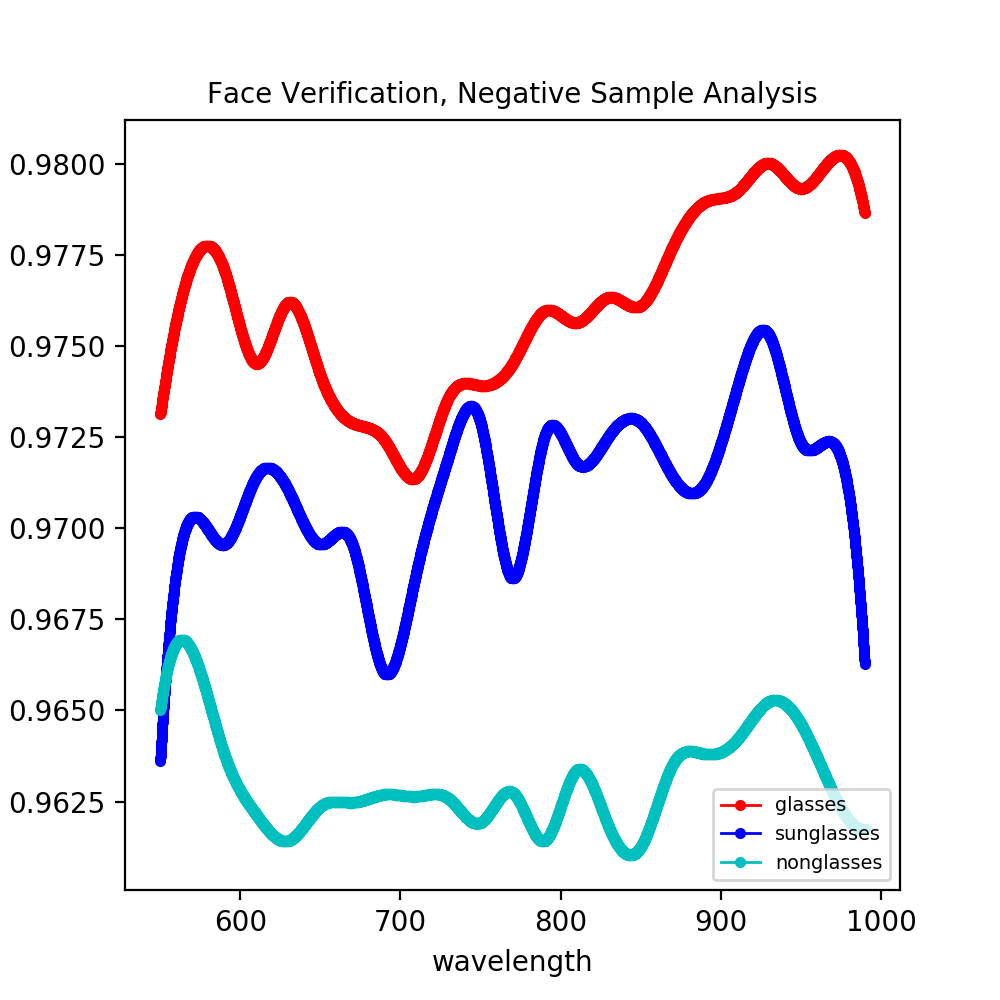 Face Verification, Negative Sample Analysis
0.9800
0.9775
0.9750
0.9725
0.9700
0.9675
0.9650
0.9625
glasses
sunglasses
nonglasses
600 700 800 900 1000
wavelength